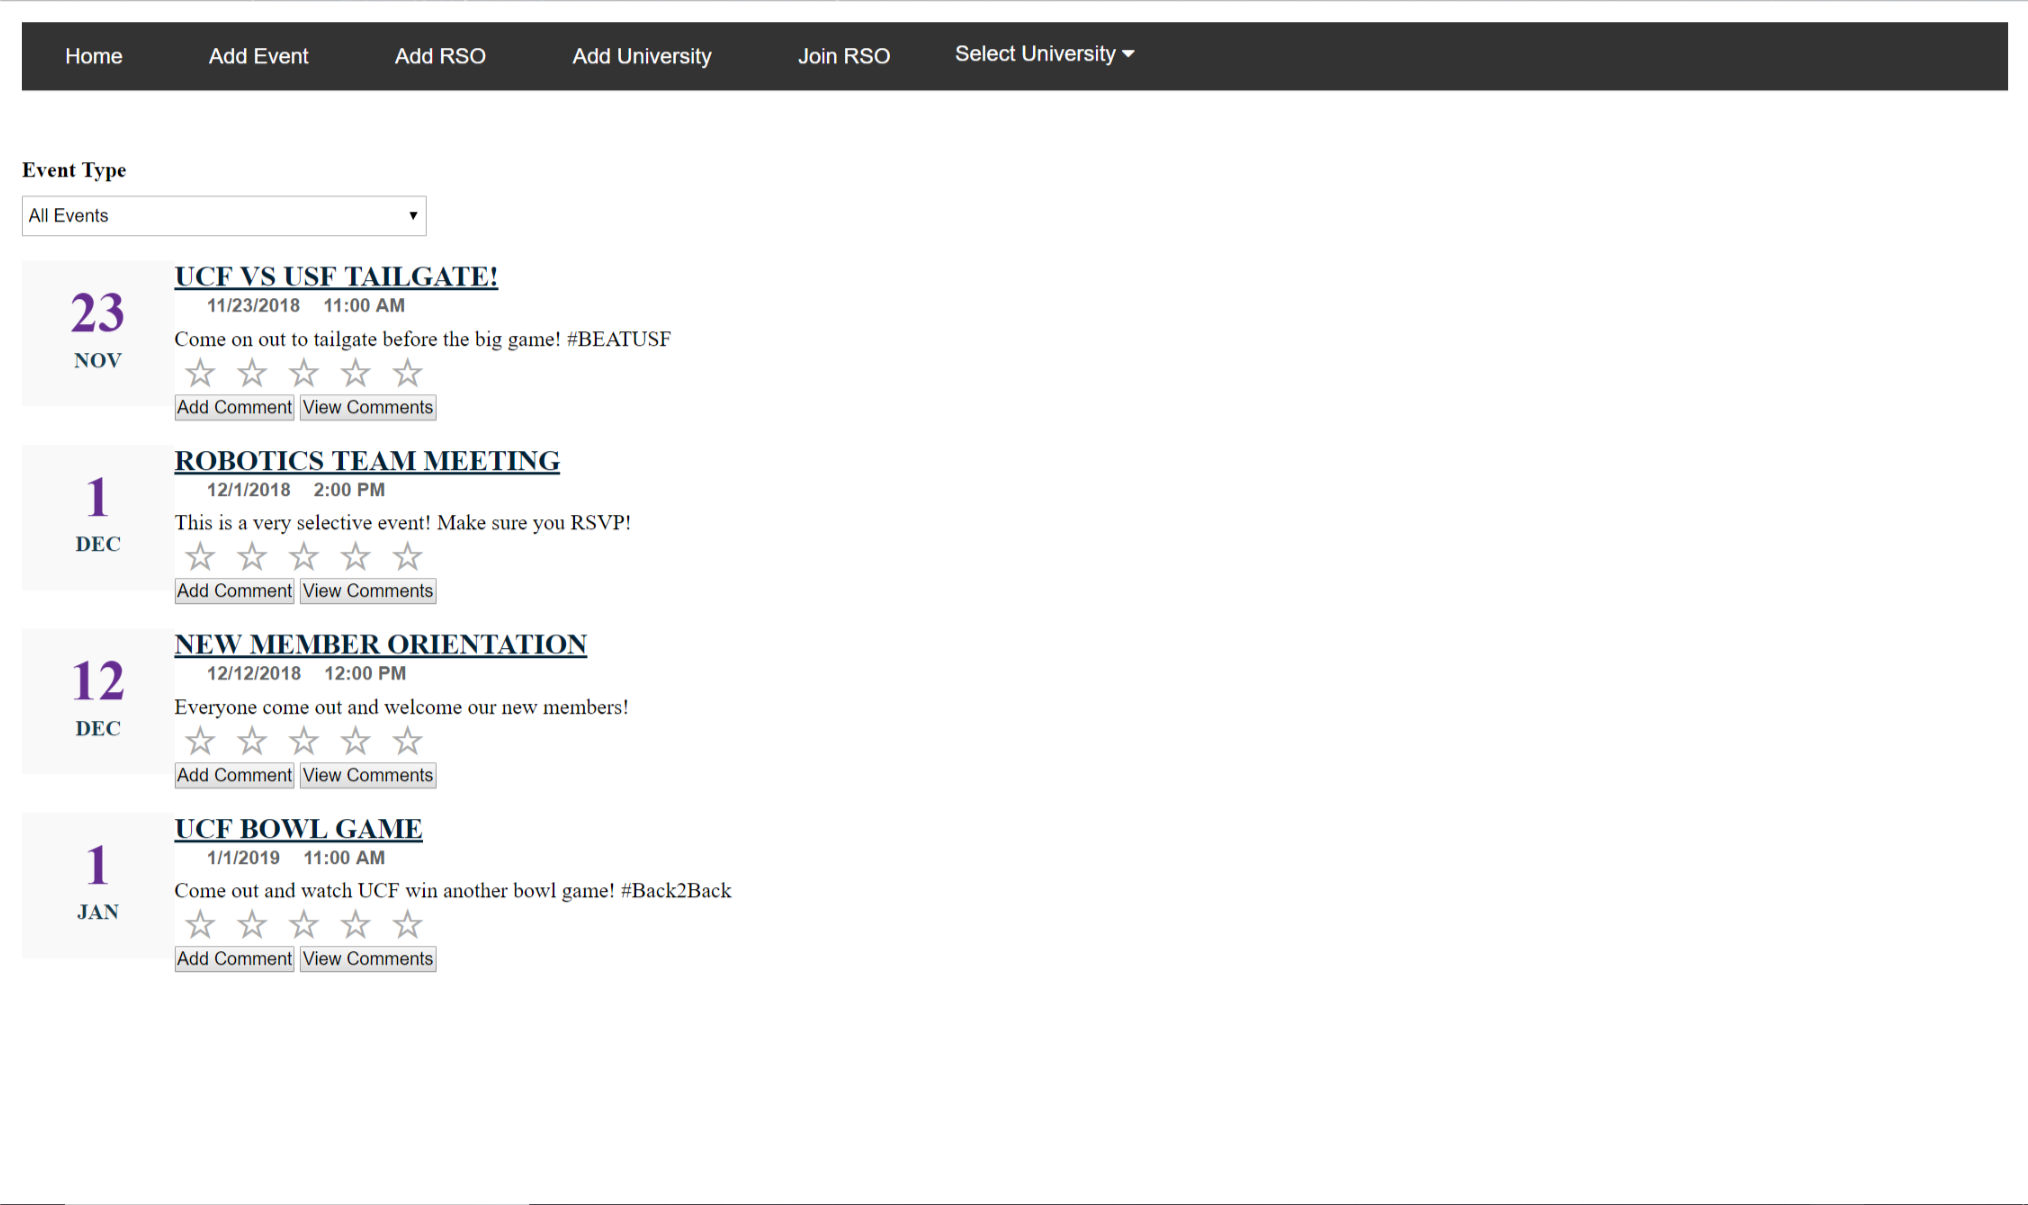 Home Add Event Add RSO Add University Join RSO Select University
Event Type
All Events
23
NOV
UCF VS USF TAILGATE!
11/23/2018 11:00 AM
Come on out to tailgate before the big game! #BEATUSF
Add Comment View Comments
1
DEC
ROBOTICS TEAM MEETING
12/1/2018 2:00 PM
This is a very selective event! Make sure you RSVP!
Add Comment View Comments
12
DEC
NEW MEMBER ORIENTATION
12/12/2018 12:00 PM
Everyone come out and welcome our new members!
Add Comment View Comments
1
JAN
UCF BOWL GAME
1/1/2019 11:00 AM
Come out and watch UCF win another bowl game! #Back2Back
Add Comment View Comments